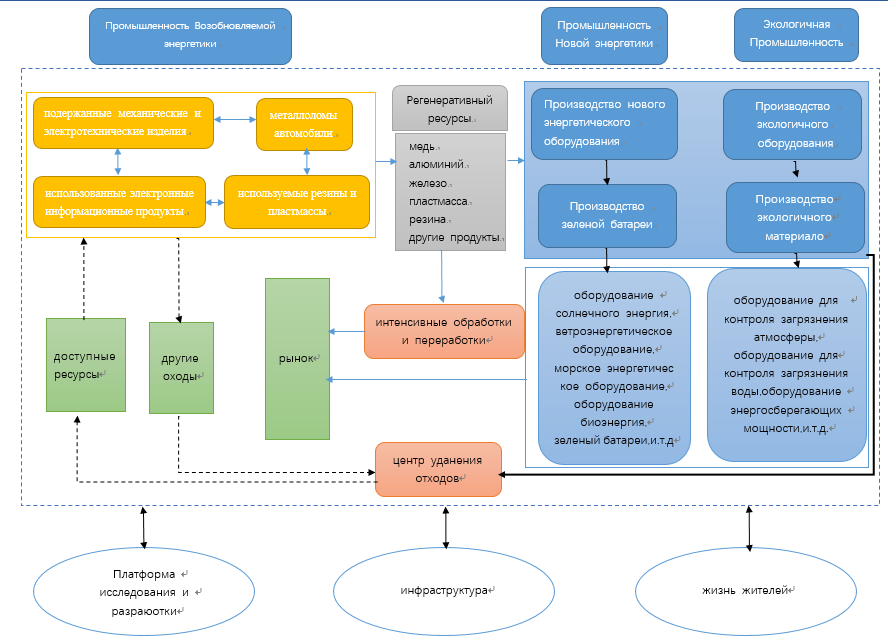 Промышленность Возобновляемой
энергетики
Промышленность
Новой энергетики
Экологичная
Промышленность
подержанные механические и
электротехнические изделия
металлоломы
автомобили
использованные электронные
информационные продукты
используемые резины и
пластмассы
Регенеративный
ресурсы
медь
алюминий
железо
пластмасса
резина
другие продукты
Производство нового
энергетического
оборудования
Производство
экологичного
оборудования
Производство
зеленой батареи
Производство
экологичного
материало
доступные
ресурсы
другие
оходы
рынок
интенсивные обработки
и переработки
оборудование
солнечного энергия,
ветроэнергетическое
оборудование,
морское энергетичес
кое оборудование,
оборудование
биоэнергия,
зеленый батареи,и.т.д
оборудование для
контроля загрязнения
атмосферы,
оборудование для
контроля загрязнения
воды,оборудование
энергосберегающих
мощности,и.т.д.
центр уданения
отходов
Платформа
исследования и
разраюотки
инфраструктура
жизнь жителей